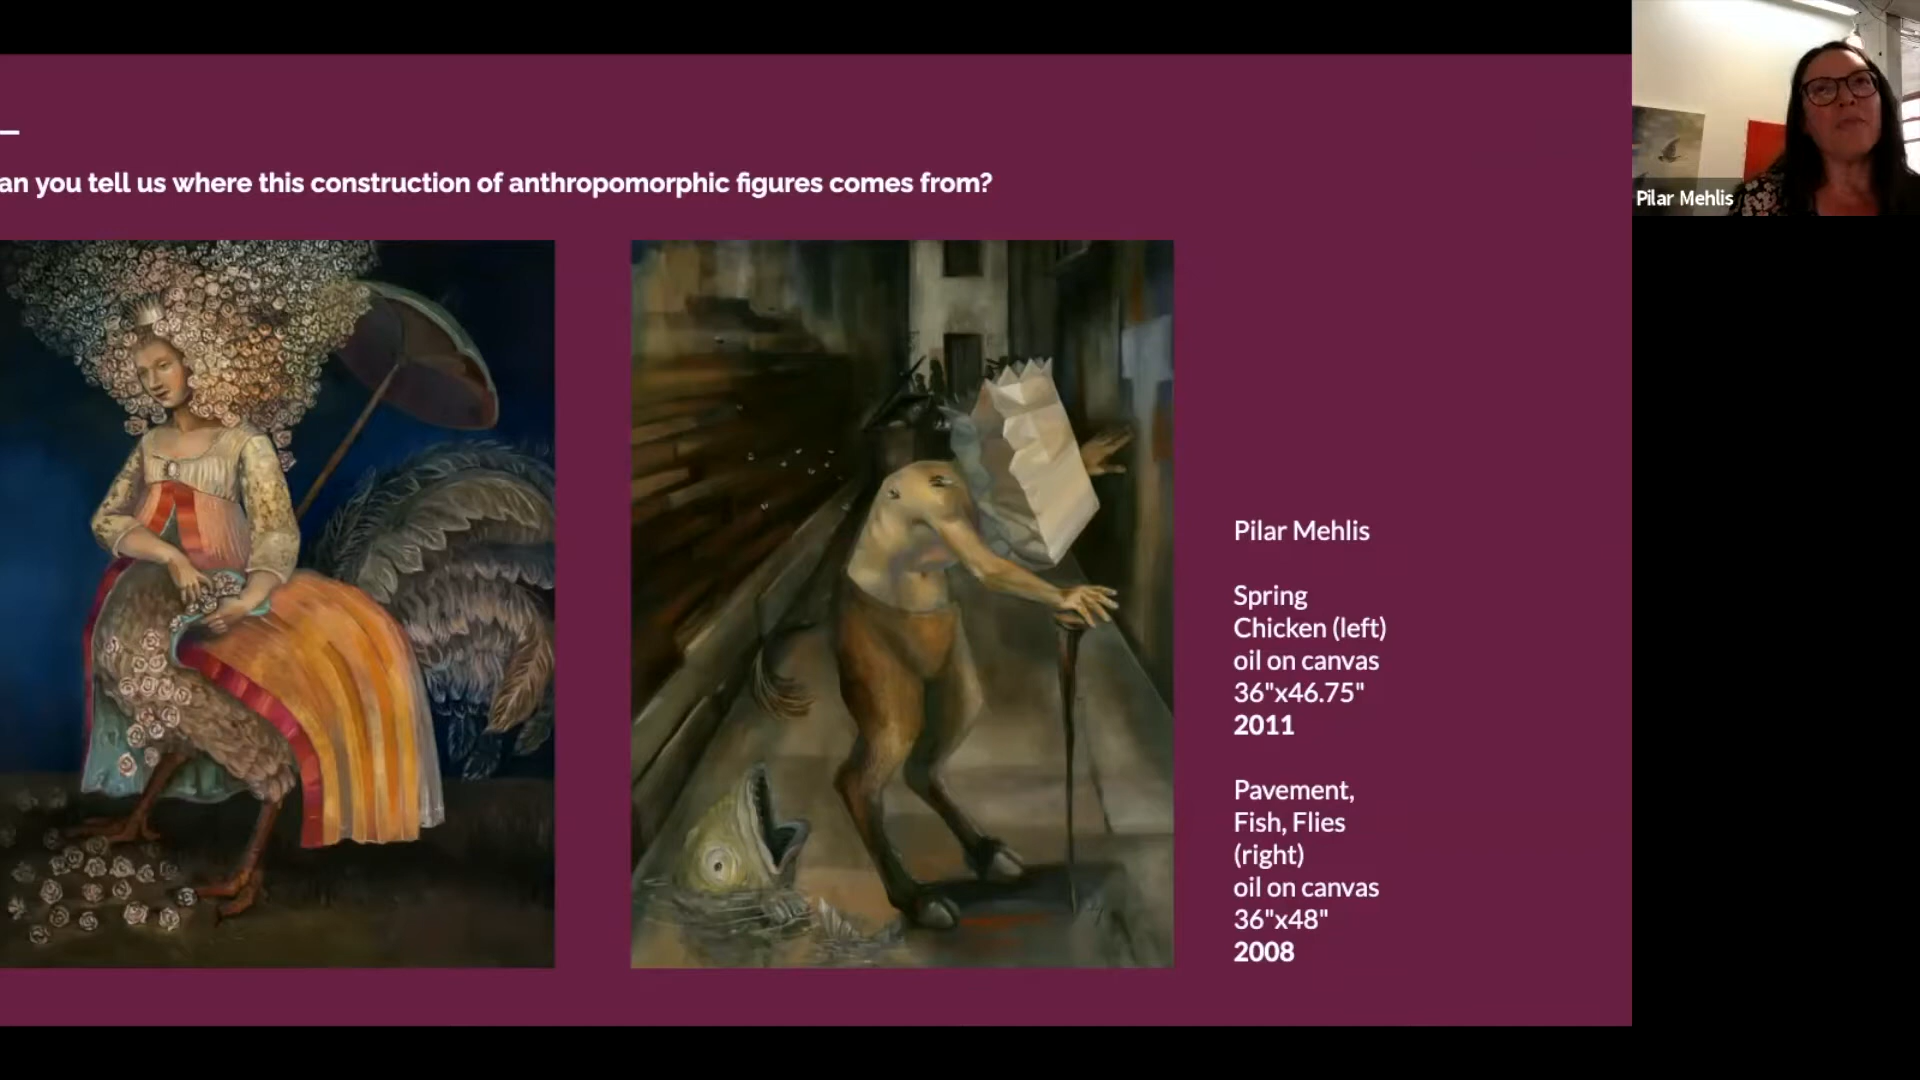 an you tell us where this construction of anthropomorphic figures comes from?
Pilar Mehlis
Pilar Mehlis
Spring
Chicken (left)
oil on canvas
36"x46.75"
2011
Pavement,
Fish, Flies
(right)
oil on canvas
36"x48"
2008